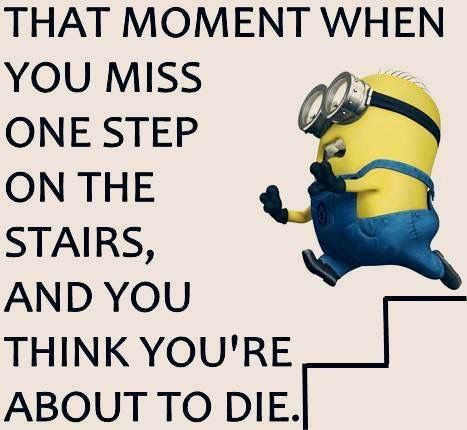 THAT MOMENT WHEN
YOU MISS
ONE STEP
ON THE
STAIRS,
AND YOU
THINK YOU'RE
ABOUT TO DIE.